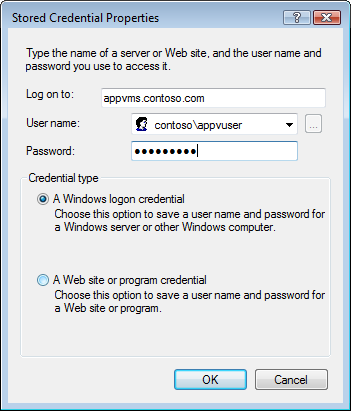 Stored Credential Properties
Type the name of a server or Web site, and the user name and
password you use to access it.
Log on to: appvms.contoso.com
User name: contoso\appvuser ...
Password: ●●●●●●●●●
Credential type
A Windows logon credential
Choose this option to save a user name and password for
a Windows server or other Windows computer.
A Web site or program credential
Choose this option to save a user name and password for
a Web site or program.
OK Cancel